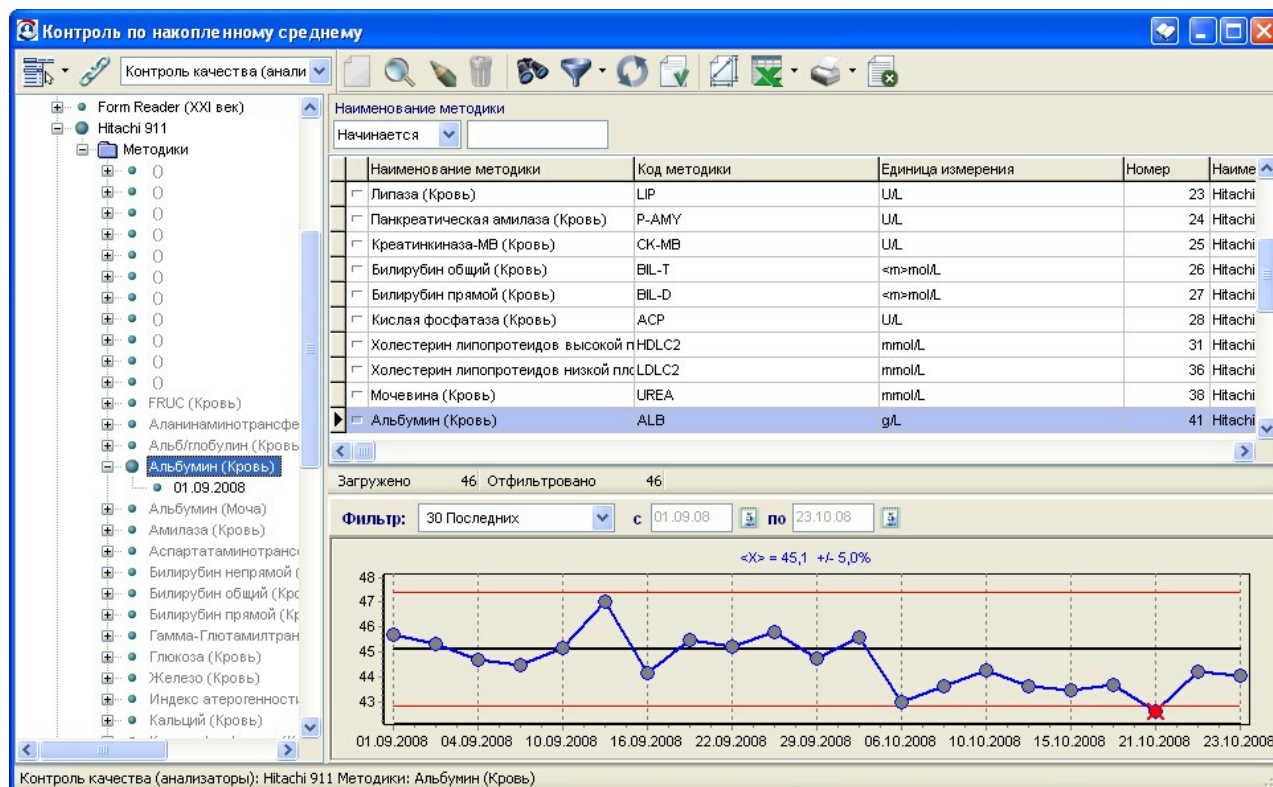 Контроль по накопленному среднему
Контроль качества (анали
Form Reader (XXI век)
Hitachi 911
Методики
()
()
()
()
()
()
()
()
()
()
()
FRUC (Кровь)
Аланинаминотрансфе
Альб/глобулин (Кровь
Альбумин (Кровь)
01.09.2008
Альбумин (Моча)
Амилаза (Кровь)
Аспартатаминотранс
Билирубин непрямой (
Билирубин общий (Кро
Билирубин прямой (Кр
Гамма-Глютамилтран
Глюкоза (Кровь)
Железо (Кровь)
Индекс атерогенност
Кальций (Кровь)
Наименование методики
Начинается
Наименование методики Код методики Единица измерения Номер Наиме
Липаза (Кровь) LIP U/L 23 Hitachi
Панкреатическая амилаза (Кровь) P-AMY U/L 24 Hitachi
Креатинкиназа-МВ (Кровь) CK-MB U/L 25 Hitachi
Билирубин общий (Кровь) BIL-T <m>mol/L 26 Hitachi
Билирубин прямой (Кровь) BIL-D <m>mol/L 27 Hitachi
Кислая фосфатаза (Кровь) ACP U/L 28 Hitachi
Холестерин липопротеидов высокой п HDLC2 mmol/L 31 Hitachi
Холестерин липопротеидов низкой пло LDLC2 mmol/L 36 Hitachi
Мочевина (Кровь) UREA mmol/L 38 Hitachi
Альбумин (Кровь) ALB g/L 41 Hitachi
Загружено 46 Отфильтровано 46
Фильтр: 30 Последних с 01.09.08 по 23.10.08
<X> = 45,1 +/- 5,0%
48
47
46
45
44
43
01.09.2008 04.09.2008 10.09.2008 16.09.2008 22.09.2008 29.09.2008 06.10.2008 10.10.2008 15.10.2008 21.10.2008 23.10.2008
Контроль качества (анализаторы): Hitachi 911 Методики: Альбумин (Кровь)